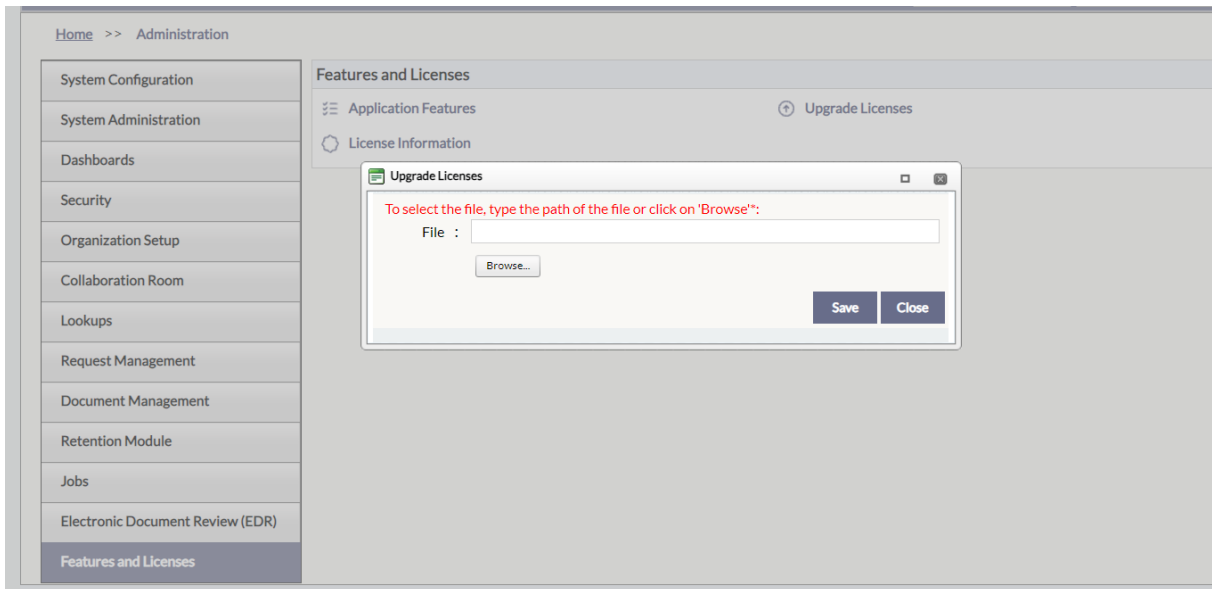 Home >> Administration
System Configuration
System Administration
Dashboards
Security
Organization Setup
Collaboration Room
Lookups
Request Management
Document Management
Retention Module
Jobs
Electronic Document Review (EDR)
Features and Licenses
Features and Licenses
Application Features
Upgrade Licenses
License Information
Upgrade Licenses
To select the file, type the path of the file or click on 'Browse'*:
File :
Browse...
Save Close